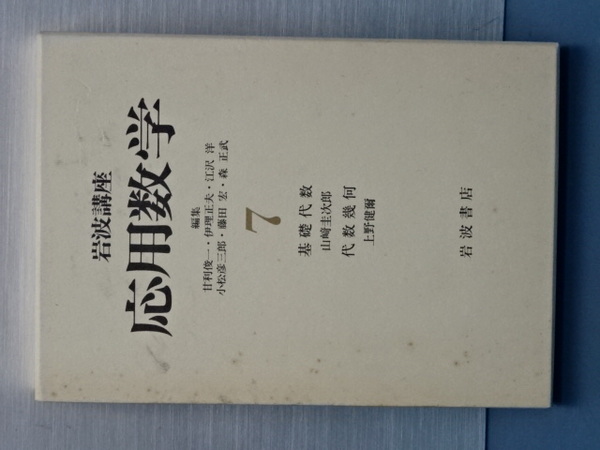 岩波講座
応用数学
編集
甘利俊一・伊理正夫・江沢 洋
小松彦三郎・藤田 宏・森 正武
7
基礎代数
山﨑圭次郎
代数幾何
上野健爾
岩波書店